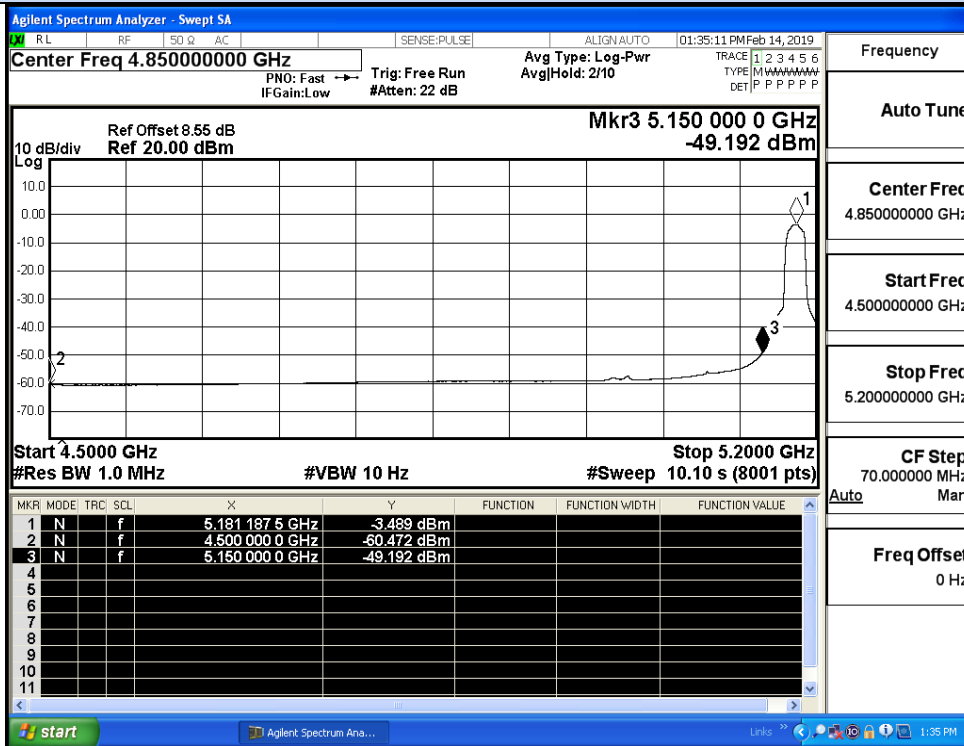 Agilent Spectrum Analyzer - Swept SA
LXI RL RF 50 Ω AC SENSE:PULSE ALIGN AUTO 01:35:11 PM Feb 14, 2019
Center Freq 4.850000000 GHz
PNO: Fast
IFGain:Low
Trig: Free Run
#Atten: 22 dB
Avg Type: Log-Pwr
Avg|Hold: 2/10
TRACE 1 2 3 4 5 6
TYPE M WWWWW
DET P P P P P P
Ref Offset 8.55 dB
10 dB/div Ref 20.00 dBm
Log
Mkr3 5.150 000 0 GHz
-49.192 dBm
10.0
0.00
-10.0
-20.0
-30.0
-40.0
-50.0
-60.0
-70.0
1
2
3
Start 4.5000 GHz Stop 5.2000 GHz
#Res BW 1.0 MHz #VBW 10 Hz #Sweep 10.10 s (8001 pts)
MKR MODE TRC SCL X Y FUNCTION FUNCTION WIDTH FUNCTION VALUE
1 N f 5.181 187 5 GHz -3.489 dBm
2 N f 4.500 000 0 GHz -60.472 dBm
3 N f 5.150 000 0 GHz -49.192 dBm
4
5
6
7
8
9
10
11
Frequency
Auto Tune
Center Freq
4.850000000 GHz
Start Freq
4.500000000 GHz
Stop Freq
5.200000000 GHz
CF Step
70.000000 MHz
Auto Man
Freq Offset
0 Hz
start Agilent Spectrum Ana... Links 1:35 PM